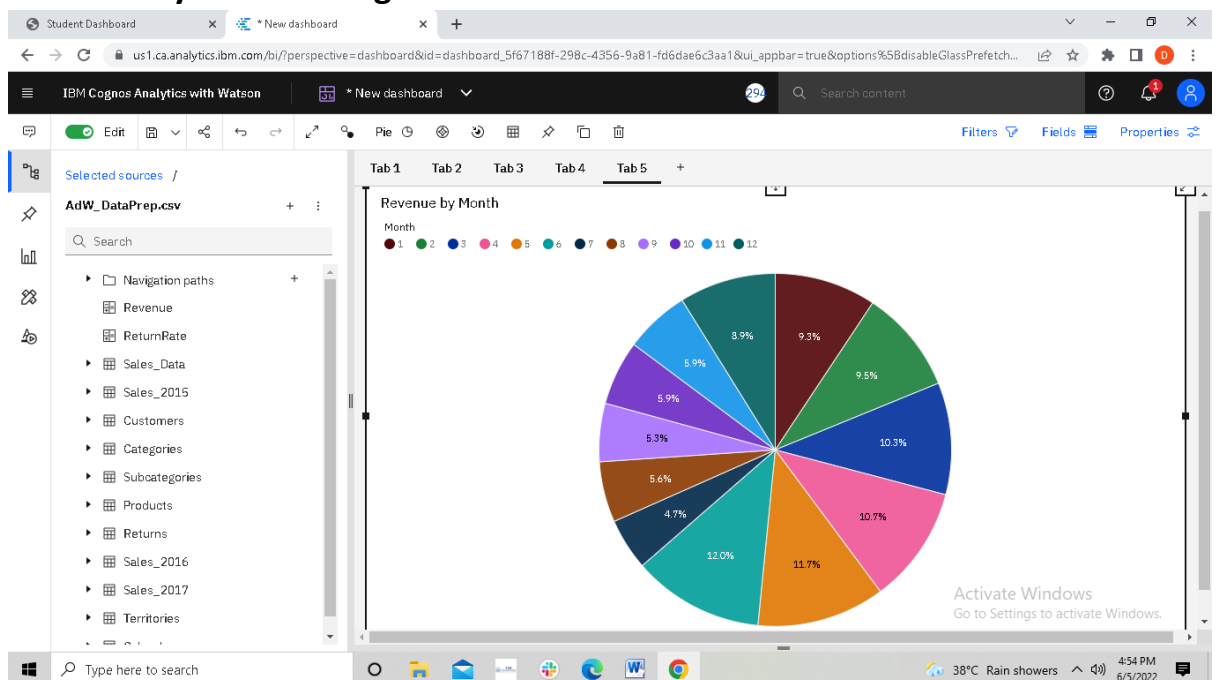 Student Dashboard
* New dashboard
us1.ca.analytics.ibm.com/bi/?perspective=dashboard&id=dashboard_5f67188f-298c-4356-9a81-fd6dae6c3aa1&ui_appbar=true&options%5BdisableGlassPrefetch...
D
IBM Cognos Analytics with Watson
* New dashboard
294
Search content
1
Edit
Pie
Filters
Fields
Properties
Selected sources /
Tab 1 Tab 2 Tab 3 Tab 4 Tab 5 +
AdW_DataPrep.csv
Search
Navigation paths
Revenue
ReturnRate
Sales_Data
Sales_2015
Customers
Categories
Subcategories
Products
Returns
Sales_2016
Sales_2017
Territories
Revenue by Month
Month
1 2 3 4 5 6 7 8 9 10 11 12
8.9% 9.3%
5.9%
9.5%
5.9%
5.3%
10.3%
5.6%
4.7%
10.7%
12.0%
11.7%
Activate Windows
Go to Settings to activate Windows.
Type here to search
38°C Rain showers
4:54 PM
6/5/2022